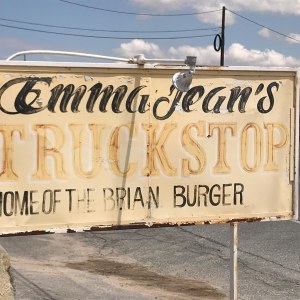 Emma Jean's
TRUCKSTOP
HOME OF THE BRIAN BURGER